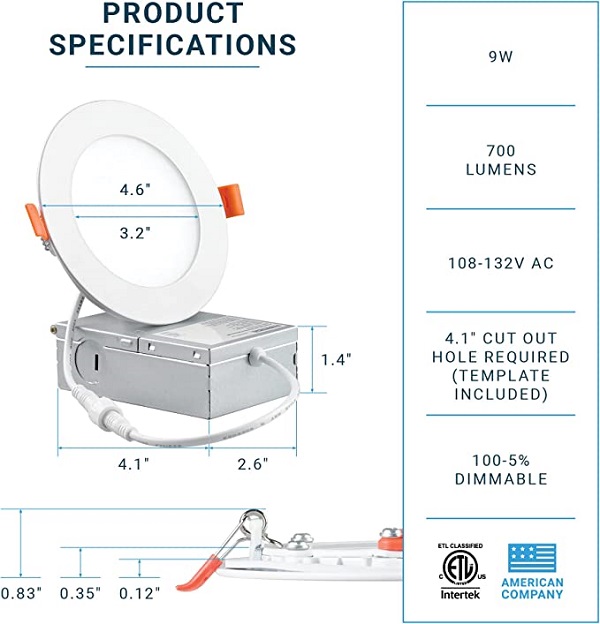 PRODUCT
SPECIFICATIONS
4.6"
3.2"
1.4"
4.1"
2.6"
0.83"
0.35"
0.12"
9W
700
LUMENS
108-132V AC
4.1" CUT OUT
HOLE REQUIRED
(TEMPLATE
INCLUDED)
100-5%
DIMMABLE
ETL CLASSIFIED
C ETL US
Intertek
AMERICAN
COMPANY